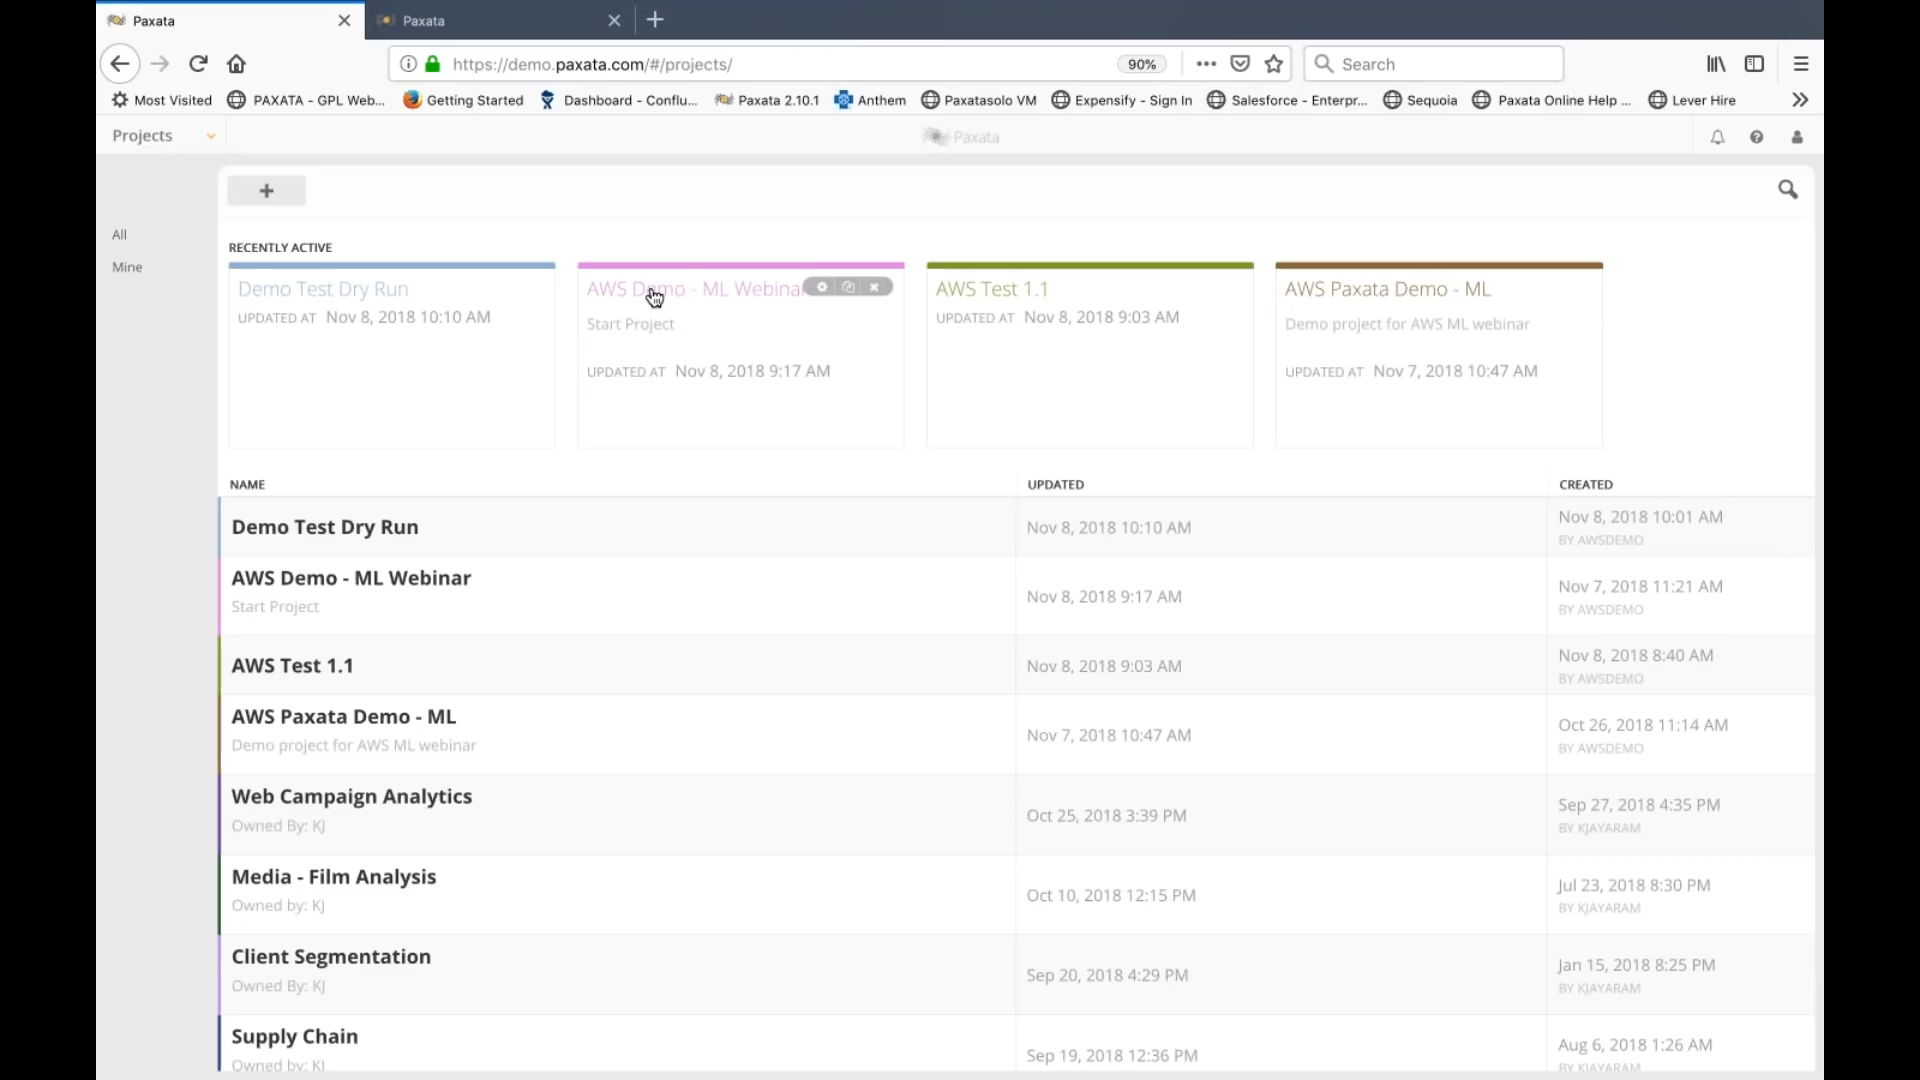 Paxata
Paxata
https://demo.paxata.com/#/projects/
90%
Search
Most Visited
PAXATA - GPL Web...
Getting Started
Dashboard - Conflu...
Paxata 2.10.1
Anthem
Paxatasolo VM
Expensify - Sign In
Salesforce - Enterpr...
Sequoia
Paxata Online Help ...
Lever Hire
Projects
Paxata
All
Mine
RECENTLY ACTIVE
Demo Test Dry Run
UPDATED AT Nov 8, 2018 10:10 AM
AWS Demo - ML Webinar
Start Project
UPDATED AT Nov 8, 2018 9:17 AM
AWS Test 1.1
UPDATED AT Nov 8, 2018 9:03 AM
AWS Paxata Demo - ML
Demo project for AWS ML webinar
UPDATED AT Nov 7, 2018 10:47 AM
NAME
UPDATED
CREATED
Demo Test Dry Run
Nov 8, 2018 10:10 AM
Nov 8, 2018 10:01 AM
BY AWSDEMO
AWS Demo - ML Webinar
Start Project
Nov 8, 2018 9:17 AM
Nov 7, 2018 11:21 AM
BY AWSDEMO
AWS Test 1.1
Nov 8, 2018 9:03 AM
Nov 8, 2018 8:40 AM
BY AWSDEMO
AWS Paxata Demo - ML
Demo project for AWS ML webinar
Nov 7, 2018 10:47 AM
Oct 26, 2018 11:14 AM
BY AWSDEMO
Web Campaign Analytics
Owned By: KJ
Oct 25, 2018 3:39 PM
Sep 27, 2018 4:35 PM
BY KJAYARAM
Media - Film Analysis
Owned by: KJ
Oct 10, 2018 12:15 PM
Jul 23, 2018 8:30 PM
BY KJAYARAM
Client Segmentation
Owned By: KJ
Sep 20, 2018 4:29 PM
Jan 15, 2018 8:25 PM
BY KJAYARAM
Supply Chain
Owned by: KJ
Sep 19, 2018 12:36 PM
Aug 6, 2018 1:26 AM
BY KJAYARAM